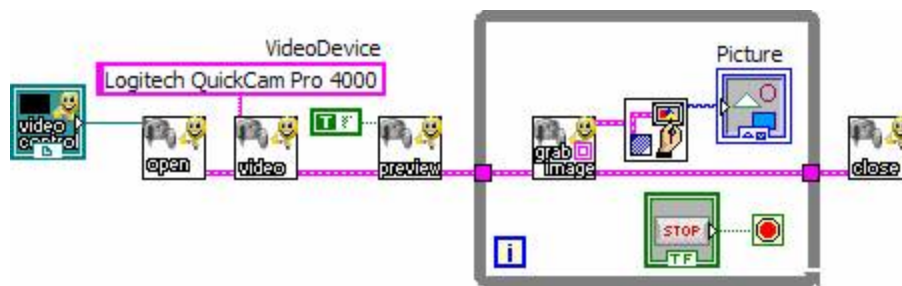 VideoDevice
Logitech QuickCam Pro 4000
Picture
video
control
open
video
T
preview
grab
image
close
STOP
TF
i